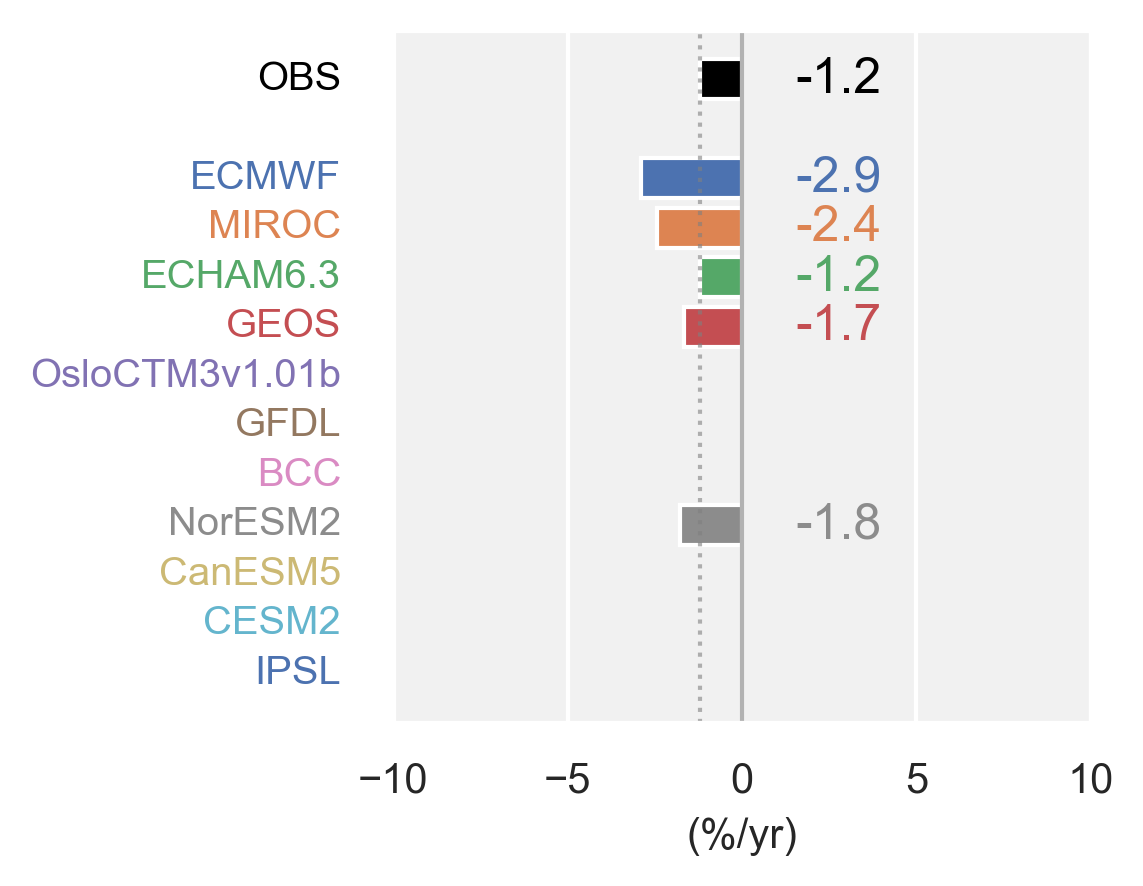 OBS -1.2
ECMWF -2.9
MIROC -2.4
ECHAM6.3 -1.2
GEOS -1.7
OsloCTM3v1.01b
GFDL
BCC
NorESM2 -1.8
CanESM5
CESM2
IPSL
−10 −5 0 5 10
(%/yr)